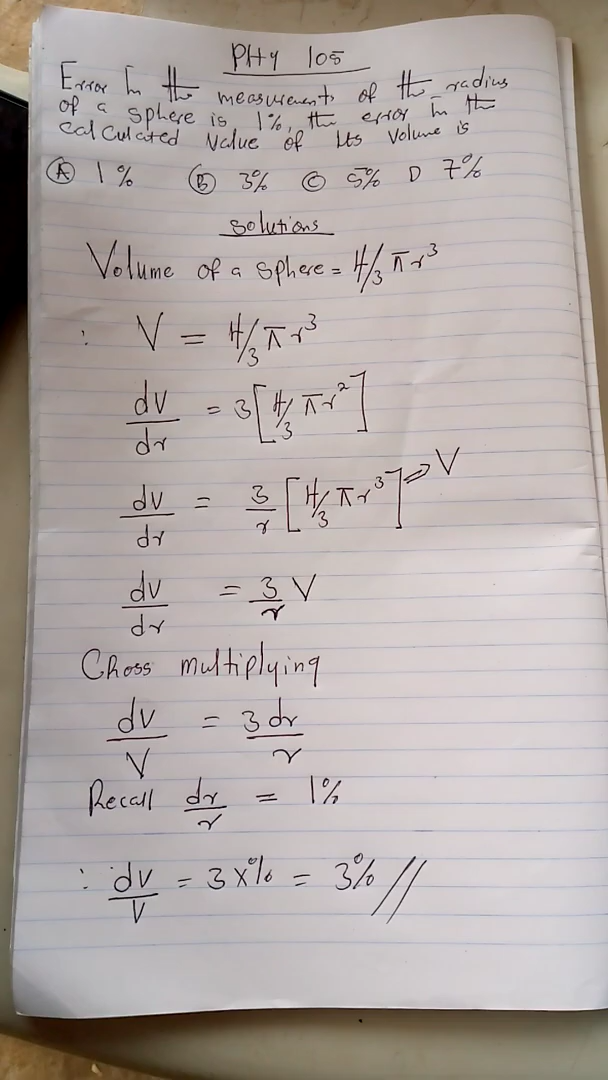 PHY 105
Error In the measurement of the radius
of a sphere is 1%, the error In the
calculated value of Its Volume is
Ⓐ 1% Ⓑ 3% Ⓒ 5% D 7%
Solutions
Volume of a sphere = 4/3 πr³
∴ V = 4/3 πr³
dv/dr = 3[4/3 πr²]
dv/dr = 3/r [4/3 πr³] ⇒ V
dv/dr = 3/r V
Chross multiplying
dv/V = 3dr/r
Recall dr/r = 1%
∴ dv/V = 3x% = 3%//